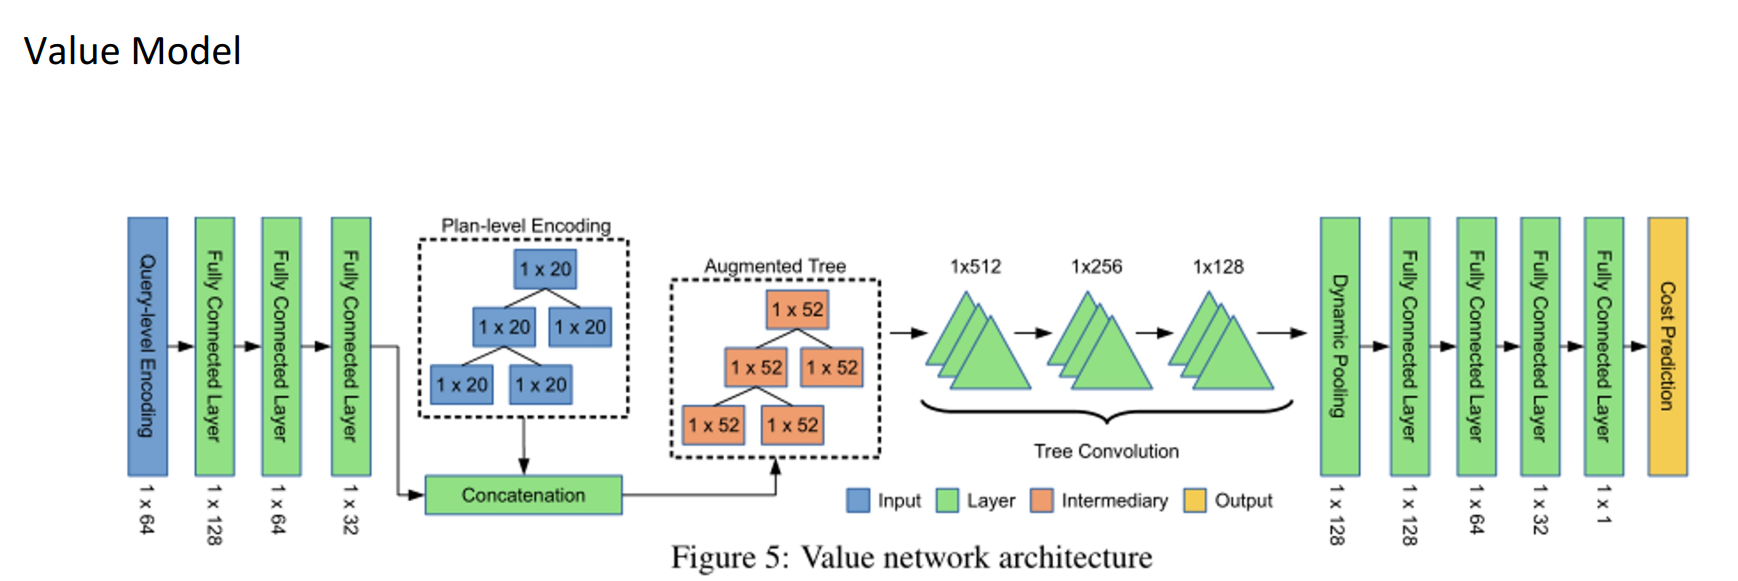 Value Model
Query-level Encoding
1 x 64
Fully Connected Layer
1 x 128
Fully Connected Layer
1 x 64
Fully Connected Layer
1 x 32
Plan-level Encoding
1 x 20
1 x 20 1 x 20
1 x 20 1 x 20
Concatenation
Augmented Tree
1 x 52
1 x 52 1 x 52
1 x 52 1 x 52
1x512 1x256 1x128
Tree Convolution
Input Layer Intermediary Output
Dynamic Pooling
1 x 128
Fully Connected Layer
1 x 128
Fully Connected Layer
1 x 64
Fully Connected Layer
1 x 32
Fully Connected Layer
1 x 1
Cost Prediction
Figure 5: Value network architecture